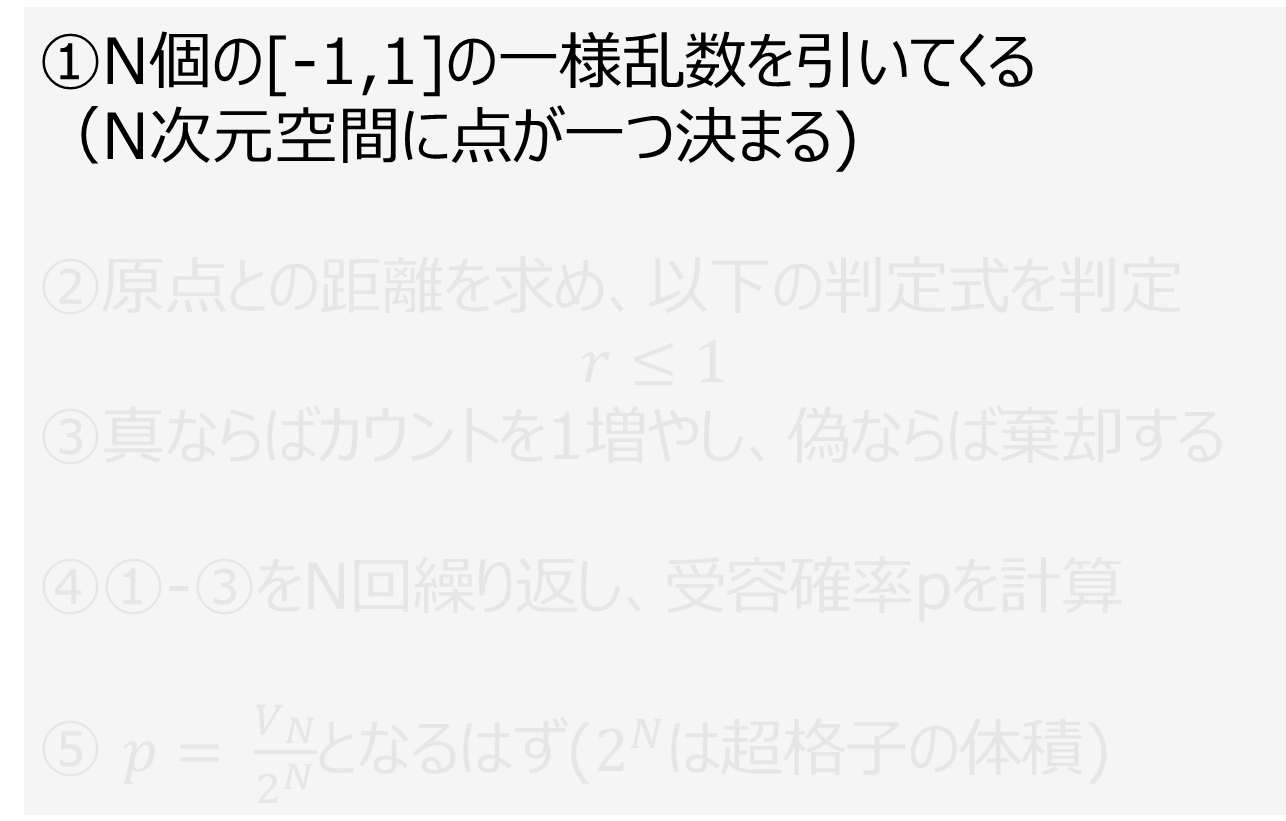 ①N個の[-1,1]の一様乱数を引いてくる
（N次元空間に点が一つ決まる)
②原点との距離を求め、以下の判定式を判定
r ≤ 1
③真ならばカウントを1増やし、偽ならば棄却する
④①-③をN回繰り返し、受容確率pを計算
⑤ p = V_N/2^N となるはず(2^Nは超格子の体積)